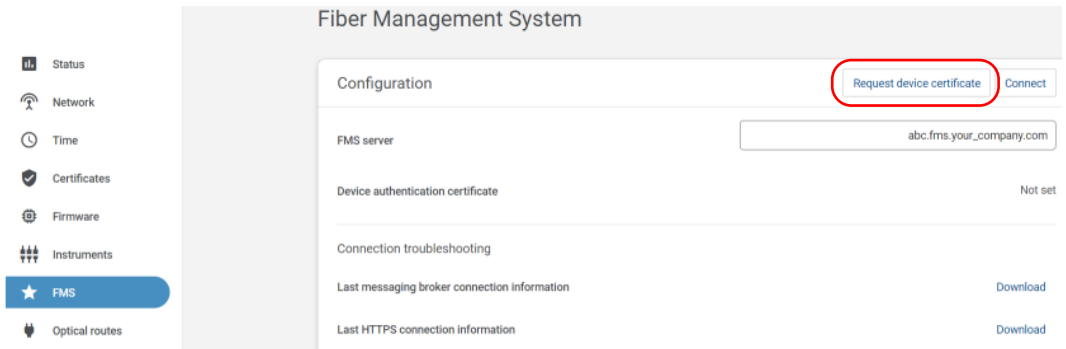 Fiber Management System
Status
Network
Time
Certificates
Firmware
Instruments
FMS
Optical routes
Configuration
Request device certificate
Connect
FMS server
abc.fms.your_company.com
Device authentication certificate
Not set
Connection troubleshooting
Last messaging broker connection information
Download
Last HTTPS connection information
Download